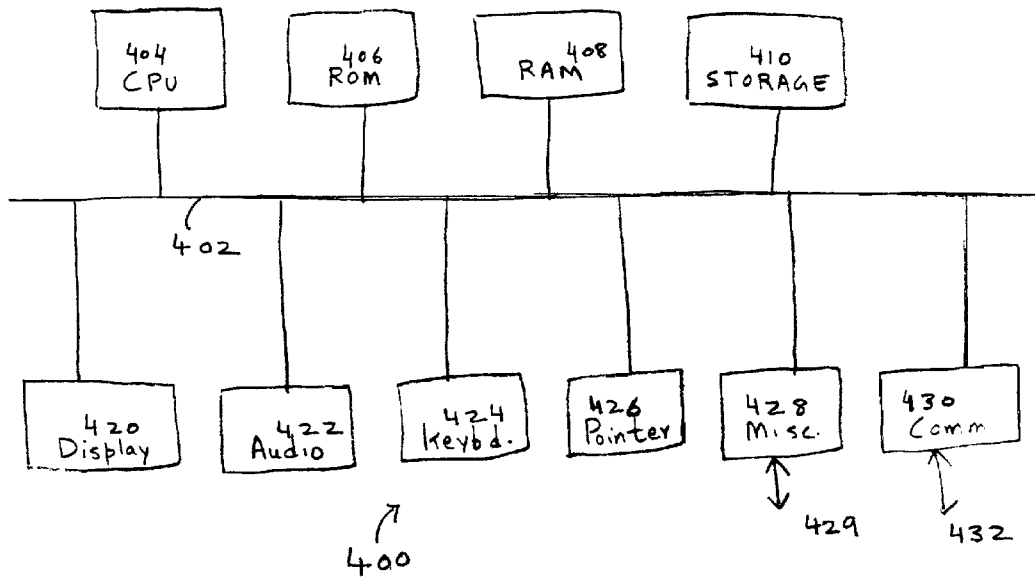 404
CPU
406
ROM
408
RAM
410
STORAGE
402
420
Display
422
Audio
424
Keybd.
426
Pointer
428
Misc.
430
Comm
429
432
400